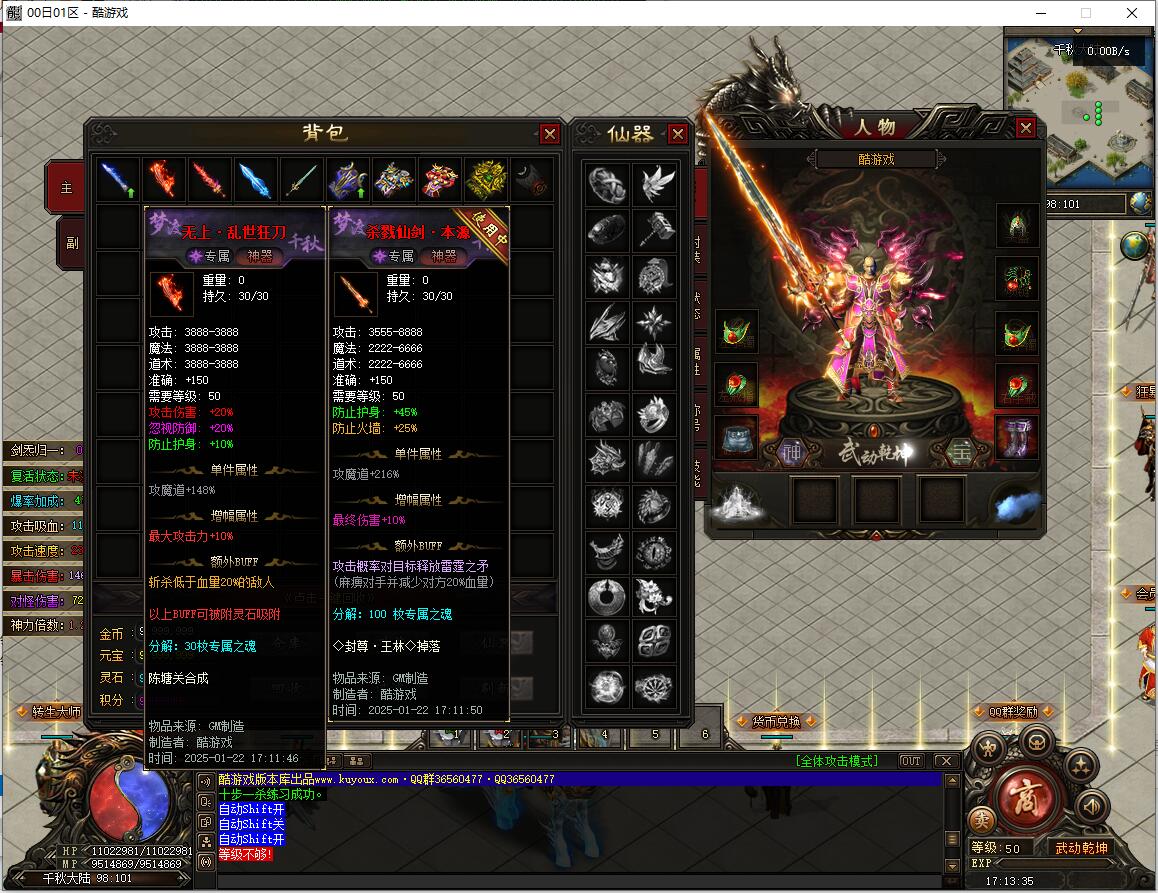 00日01区 - 酷游戏
0.00B/s
98:101
背包
仙器
人物
酷游戏
主
副
无上·乱世狂刀
千秋
专属 神器
重量: 0
持久: 30/30
攻击: 3888-3888
魔法: 3888-3888
道术: 3888-3888
准确: +150
需要等级: 50
攻击伤害: +20%
忽视防御: +20%
防止护身: +10%
单件属性
攻魔道+148%
增幅属性
最大攻击力+10%
额外BUFF
斩杀低于血量20%的敌人
以上BUFF可被附灵石吸附
分解: 30枚专属之魂
陈塘关合成
物品来源: GM制造
制造者: 酷游戏
时间: 2025-01-22 17:11:46
杀戮仙剑·本源
使用中
专属 神器
重量: 0
持久: 30/30
攻击: 3555-8888
魔法: 2222-6666
道术: 2222-6666
准确: +150
需要等级: 50
防止护身: +45%
防止火墙: +25%
单件属性
攻魔道+216%
增幅属性
最终伤害+10%
额外BUFF
攻击概率对目标释放雷霆之矛
(麻痹对手并减少对方20%血量)
分解: 100 枚专属之魂
◇封尊·王林◇掉落
物品来源: GM制造
制造者: 酷游戏
时间: 2025-01-22 17:11:50
神
武动乾坤
宝
剑炁归一:
复活状态:
爆率加成:
攻击吸血:
攻击速度:
暴击伤害:
对怪伤害:
神力倍数:
金币 :
元宝 :
灵石 :
积分 :
转生大师
货币兑换
QQ群奖励
1 2 3 4 5 6
[全体攻击模式]
OUT
酷游戏版本库出品www.kuyoux.com·QQ群36560477·QQ36560477
十步一杀练习成功。
自动Shift开
自动Shift关
自动Shift开
等级不够!
HP 11022981/11022981
MP 9514869/9514869
千秋大陆 98:101
商
卖
等级: 50
武动乾坤
EXP
17:13:35